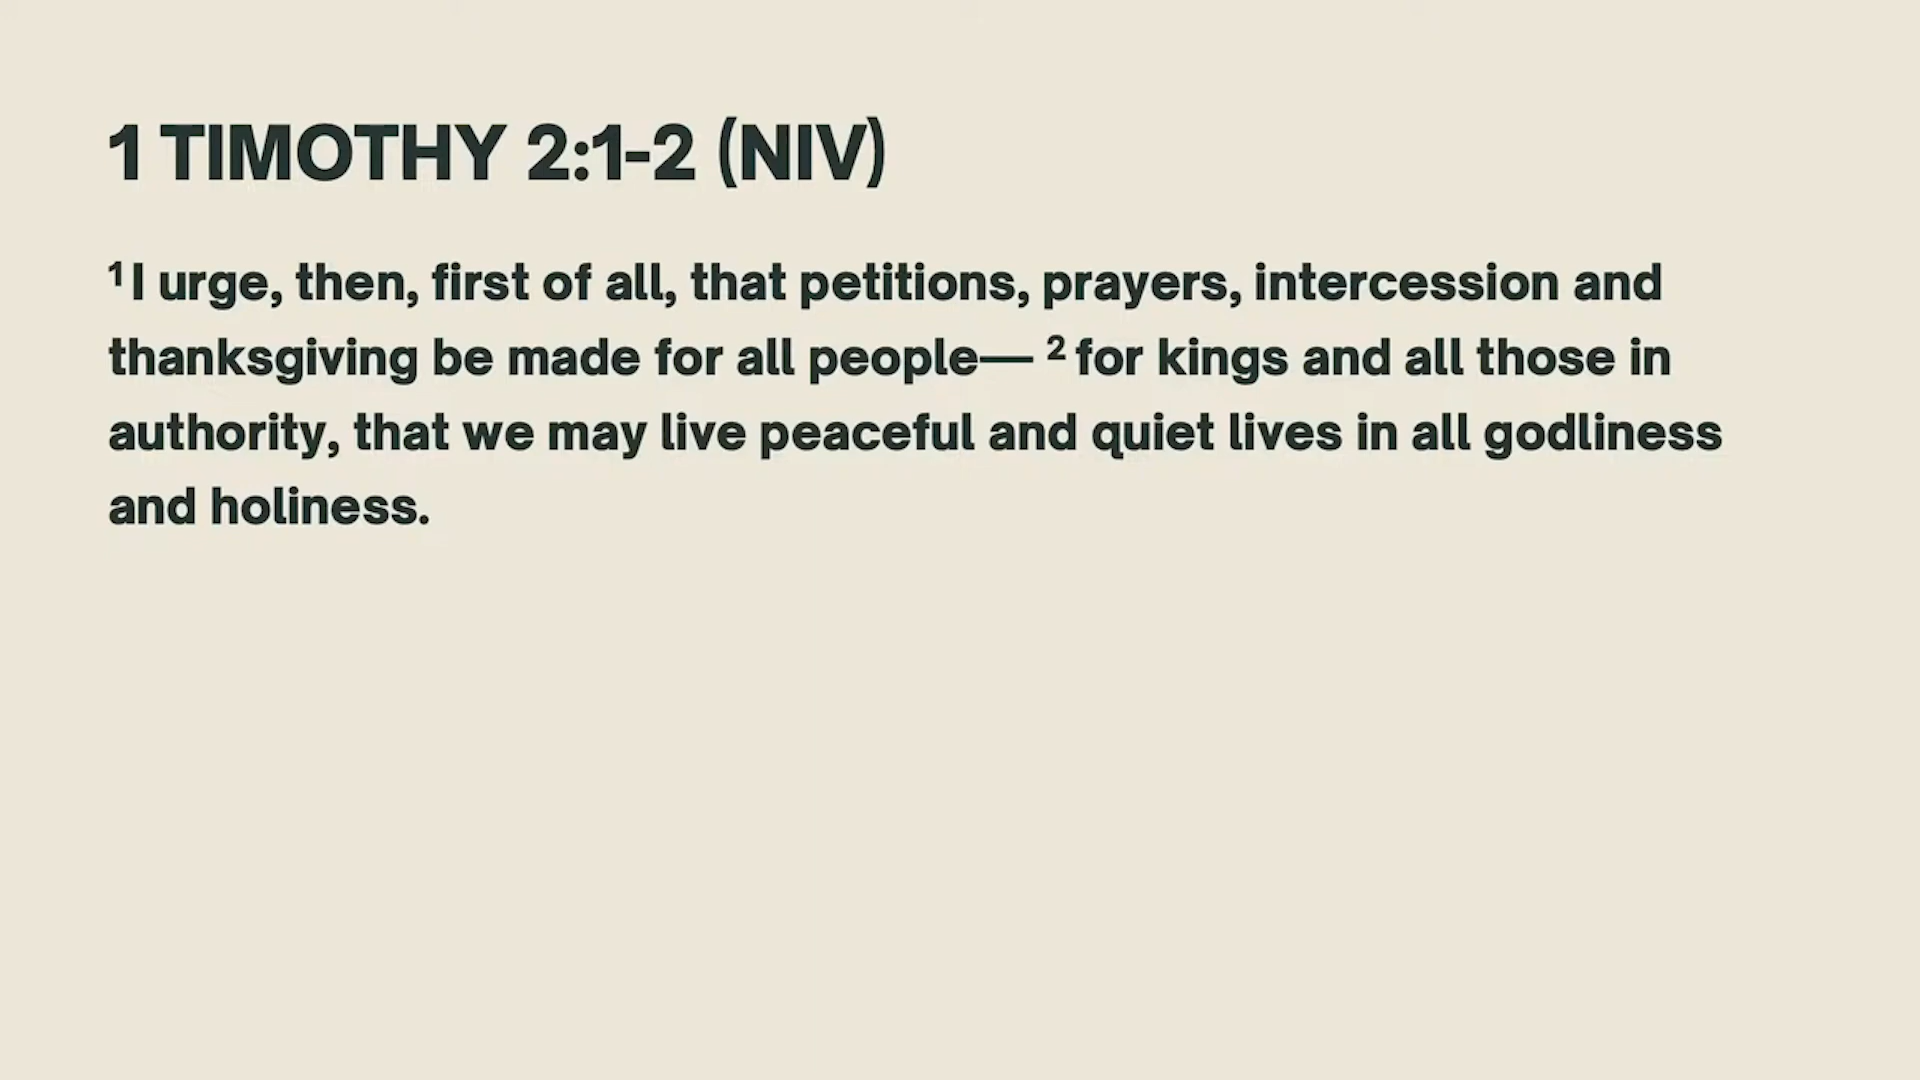 1 TIMOTHY 2:1-2 (NIV)
¹ I urge, then, first of all, that petitions, prayers, intercession and
thanksgiving be made for all people— ² for kings and all those in
authority, that we may live peaceful and quiet lives in all godliness
and holiness.